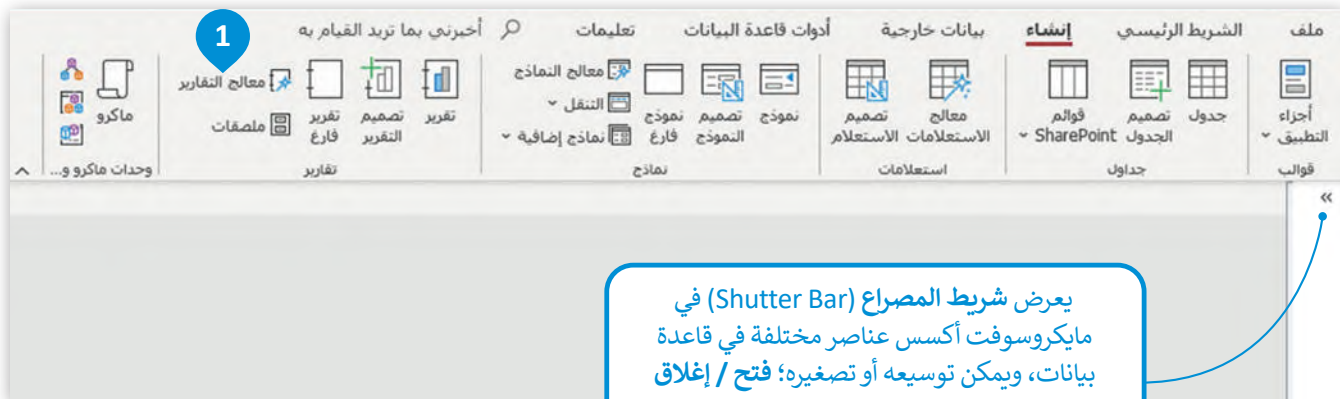 ملف الشريط الرئيسي إنشاء بيانات خارجية أدوات قاعدة البيانات تعليمات أخبرني بما تريد القيام به
1
أجزاء التطبيق
قوالب
جدول
تصميم الجدول
قوائم SharePoint
جداول
معالج الاستعلامات
تصميم الاستعلام
استعلامات
نموذج
تصميم النموذج
نموذج فارغ
معالج النماذج
التنقل
نماذج إضافية
نماذج
تقرير
تصميم التقرير
تقرير فارغ
معالج التقارير
ملصقات
تقارير
ماكرو
وحدات ماكرو و...
يعرض شريط المصراع (Shutter Bar) في
مايكروسوفت أكسس عناصر مختلفة في قاعدة
بيانات، ويمكن توسيعه أو تصغيره؛ فتح / إغلاق